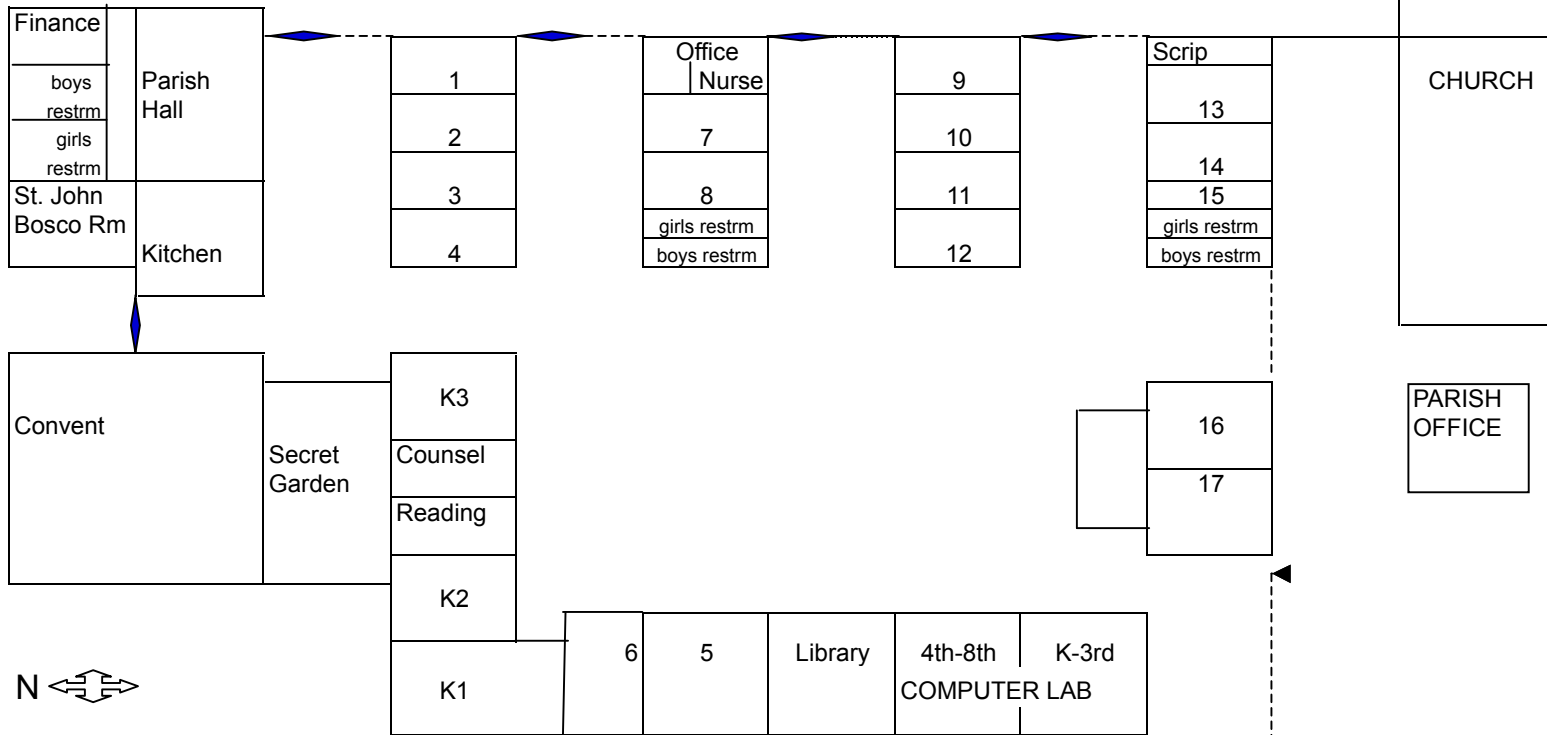 Finance
boys
restrm
girls
restrm
St. John
Bosco Rm
Parish
Hall
Kitchen
1
2
3
4
Office
Nurse
7
8
girls restrm
boys restrm
9
10
11
12
Scrip
13
14
15
girls restrm
boys restrm
CHURCH
Convent
Secret
Garden
K3
Counsel
Reading
K2
K1
6
5
Library
4th-8th
K-3rd
COMPUTER LAB
16
17
PARISH
OFFICE
N